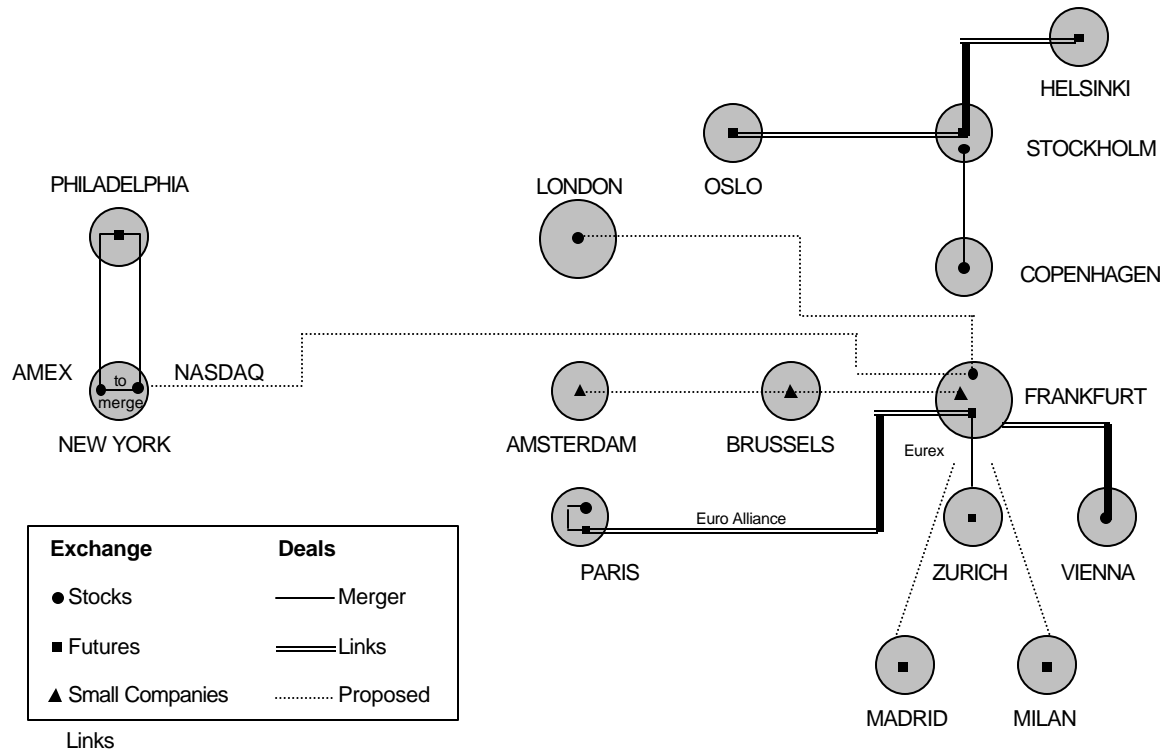 HELSINKI
STOCKHOLM
OSLO
LONDON
PHILADELPHIA
COPENHAGEN
AMEX
to
merge
NASDAQ
NEW YORK
FRANKFURT
AMSTERDAM
BRUSSELS
Eurex
Euro Alliance
PARIS
ZURICH
VIENNA
MADRID
MILAN
Exchange Deals
Stocks Merger
Futures Links
Small Companies Proposed
Links